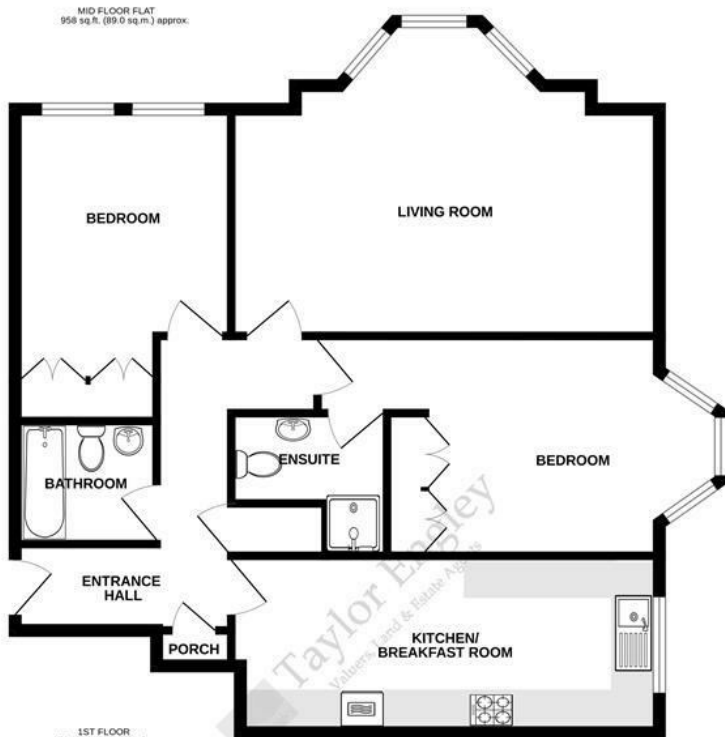 MID FLOOR FLAT
958 sq.ft. (89.0 sq.m.) approx.
BEDROOM
LIVING ROOM
ENSUITE
BEDROOM
BATHROOM
ENTRANCE
HALL
PORCH
KITCHEN/
BREAKFAST ROOM
Taylor Engley
Valuers, Land & Estate Agents
1ST FLOOR